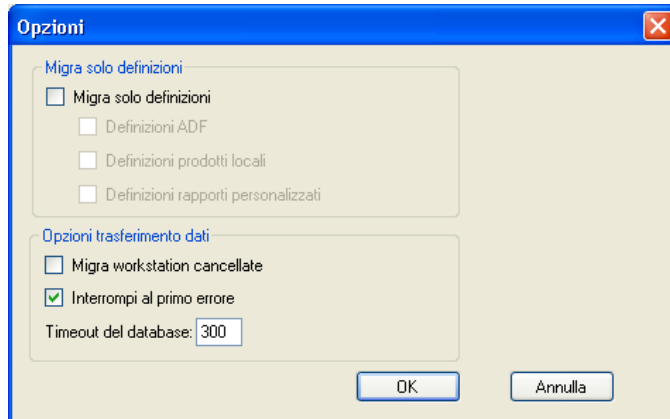 Opzioni
Migra solo definizioni
Migra solo definizioni
Definizioni ADF
Definizioni prodotti locali
Definizioni rapporti personalizzati
Opzioni trasferimento dati
Migra workstation cancellate
Interrompi al primo errore
Timeout del database: 300
OK Annulla